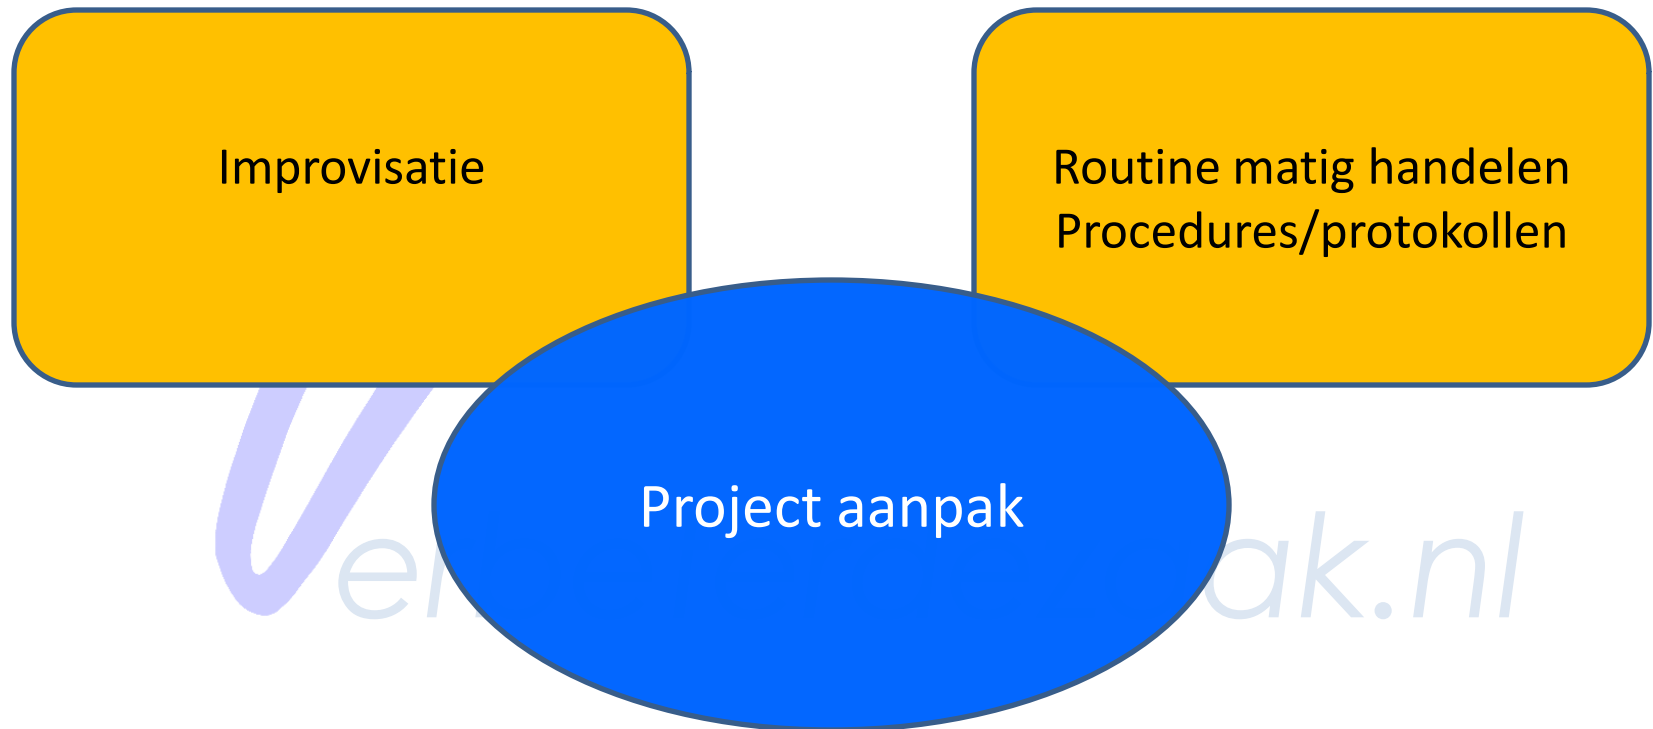 Improvisatie
Routine matig handelen
Procedures/protokollen
Project aanpak